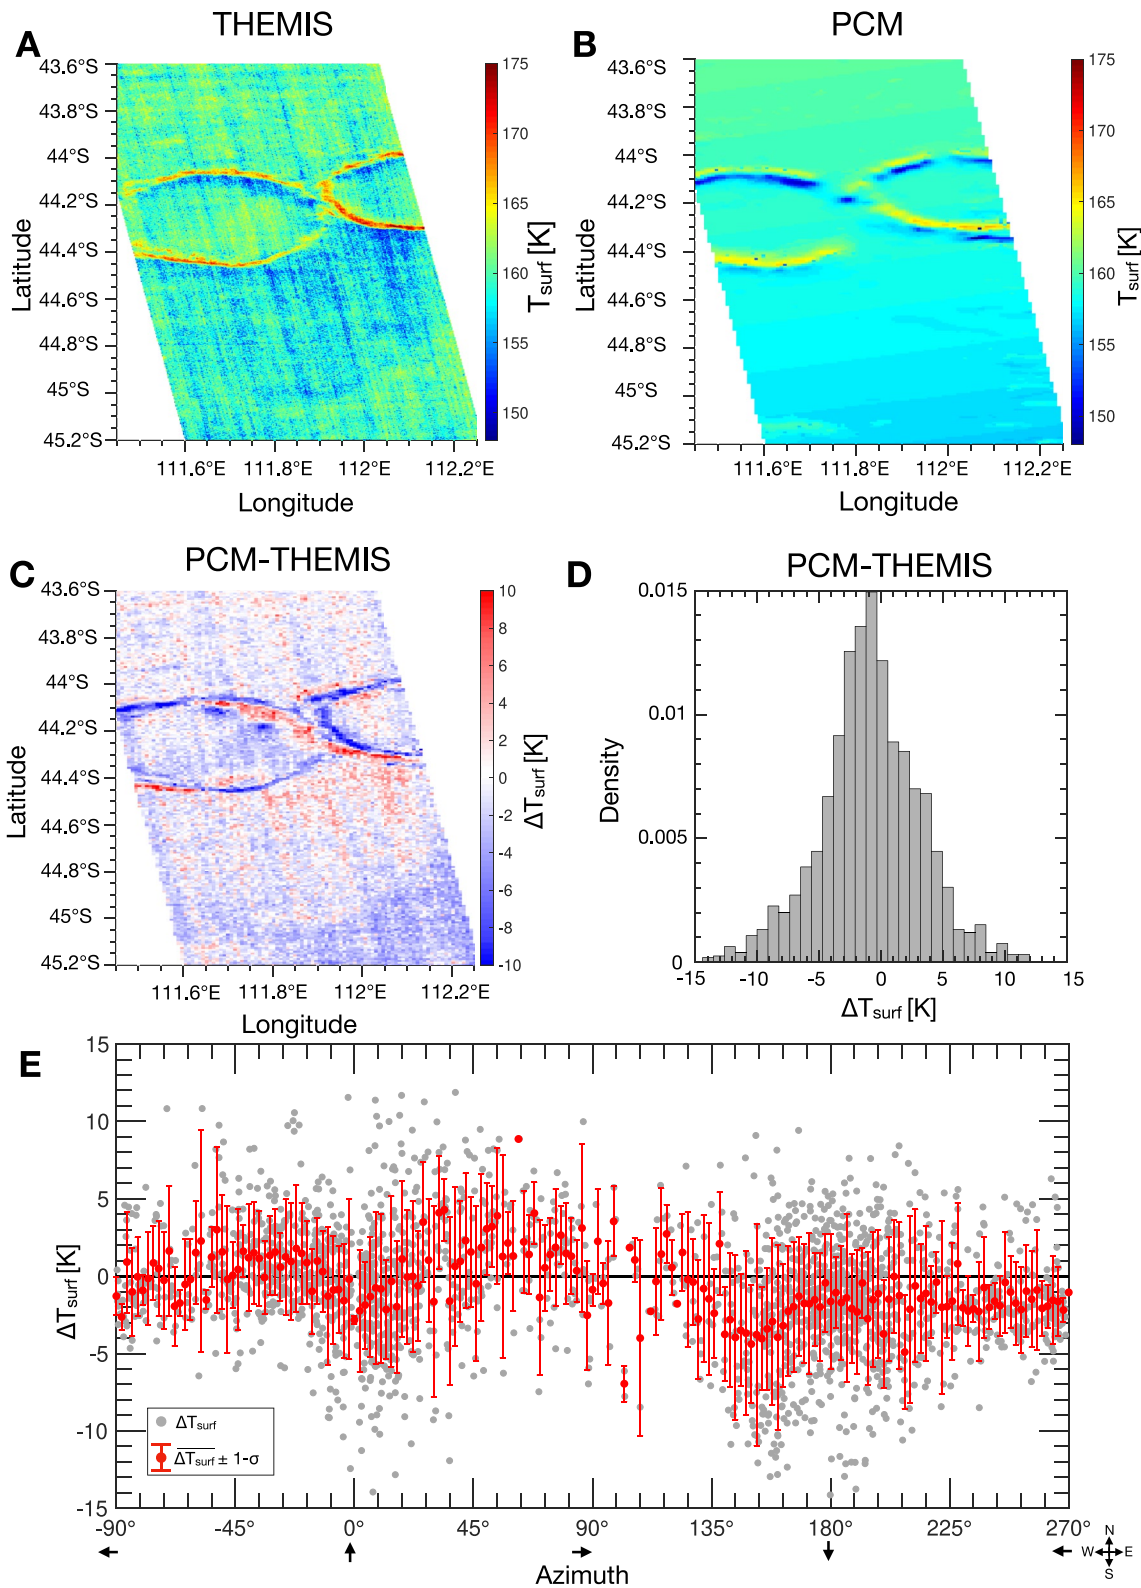 THEMIS
PCM
A
B
43.6°S
43.8°S
44°S
44.2°S
44.4°S
44.6°S
44.8°S
45°S
45.2°S
Latitude
111.6°E 111.8°E 112°E 112.2°E
Longitude
175
170
165
160
155
150
Tsurf [K]
43.6°S
43.8°S
44°S
44.2°S
44.4°S
44.6°S
44.8°S
45°S
45.2°S
Latitude
111.6°E 111.8°E 112°E 112.2°E
Longitude
175
170
165
160
155
150
Tsurf [K]
C
PCM-THEMIS
43.6°S
43.8°S
44°S
44.2°S
44.4°S
44.6°S
44.8°S
45°S
45.2°S
Latitude
111.6°E 111.8°E 112°E 112.2°E
Longitude
10
8
6
4
2
0
-2
-4
-6
-8
-10
ΔTsurf [K]
D
PCM-THEMIS
0.015
0.01
0.005
0
Density
-15 -10 -5 0 5 10 15
ΔTsurf [K]
E
15
10
5
0
-5
-10
-15
ΔTsurf [K]
ΔTsurf
ΔTsurf ± 1-σ
-90° -45° 0° 45° 90° 135° 180° 225° 270°
Azimuth
N
W E
S